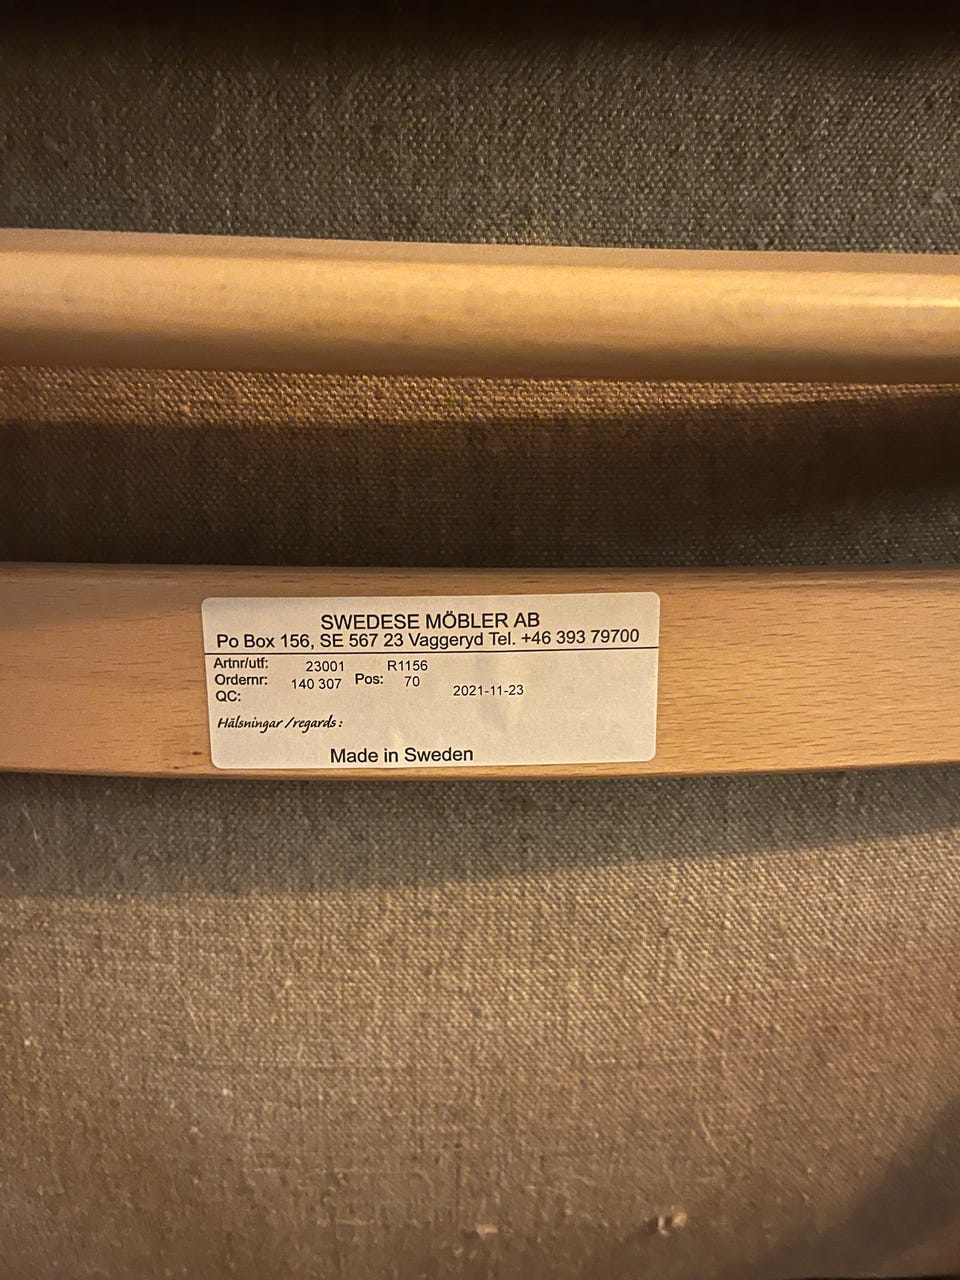 SWEDESE MÖBLER AB
Po Box 156, SE 567 23 Vaggeryd Tel. +46 393 79700
Artnr/utf: 23001 R1156
Ordernr: 140 307 Pos: 70
QC: 2021-11-23
Hälsningar /regards :
Made in Sweden